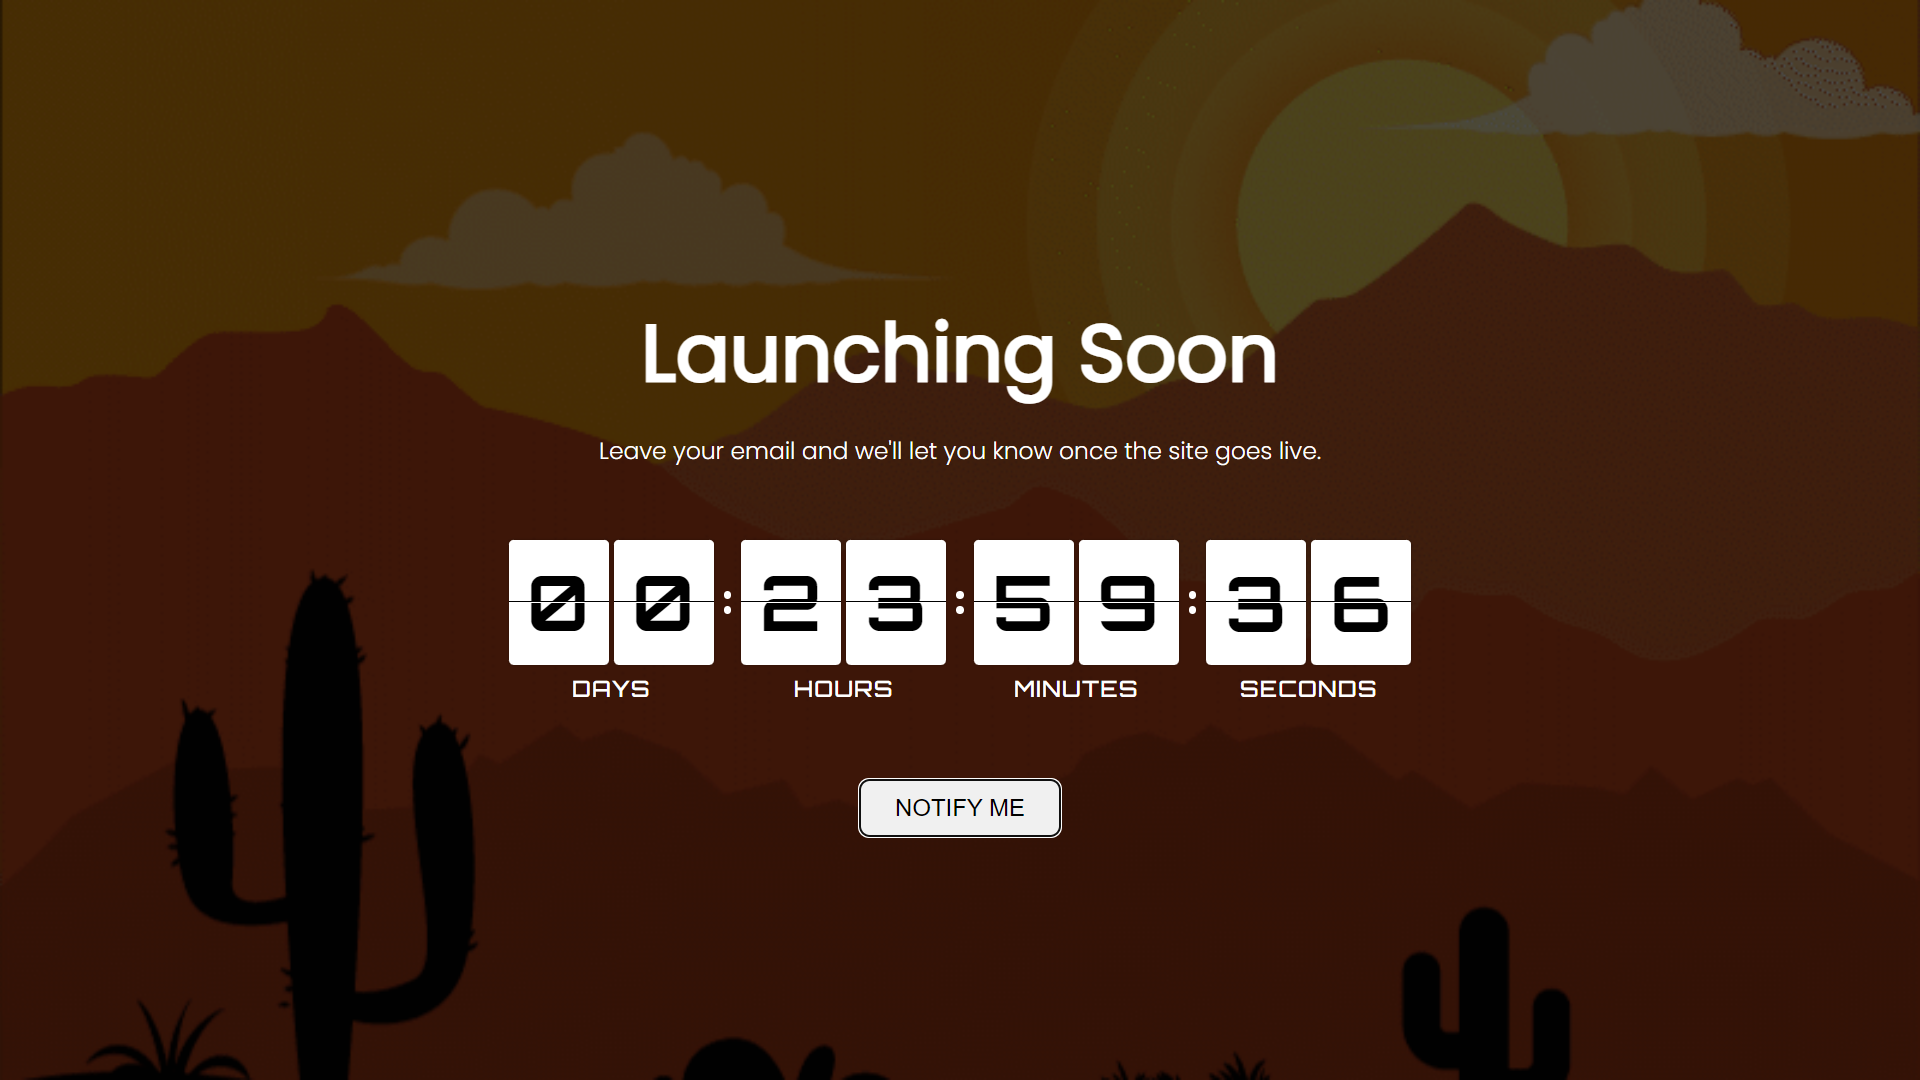 Launching Soon
Leave your email and we'll let you know once the site goes live.
00 : 23 : 59 : 36
DAYS HOURS MINUTES SECONDS
NOTIFY ME